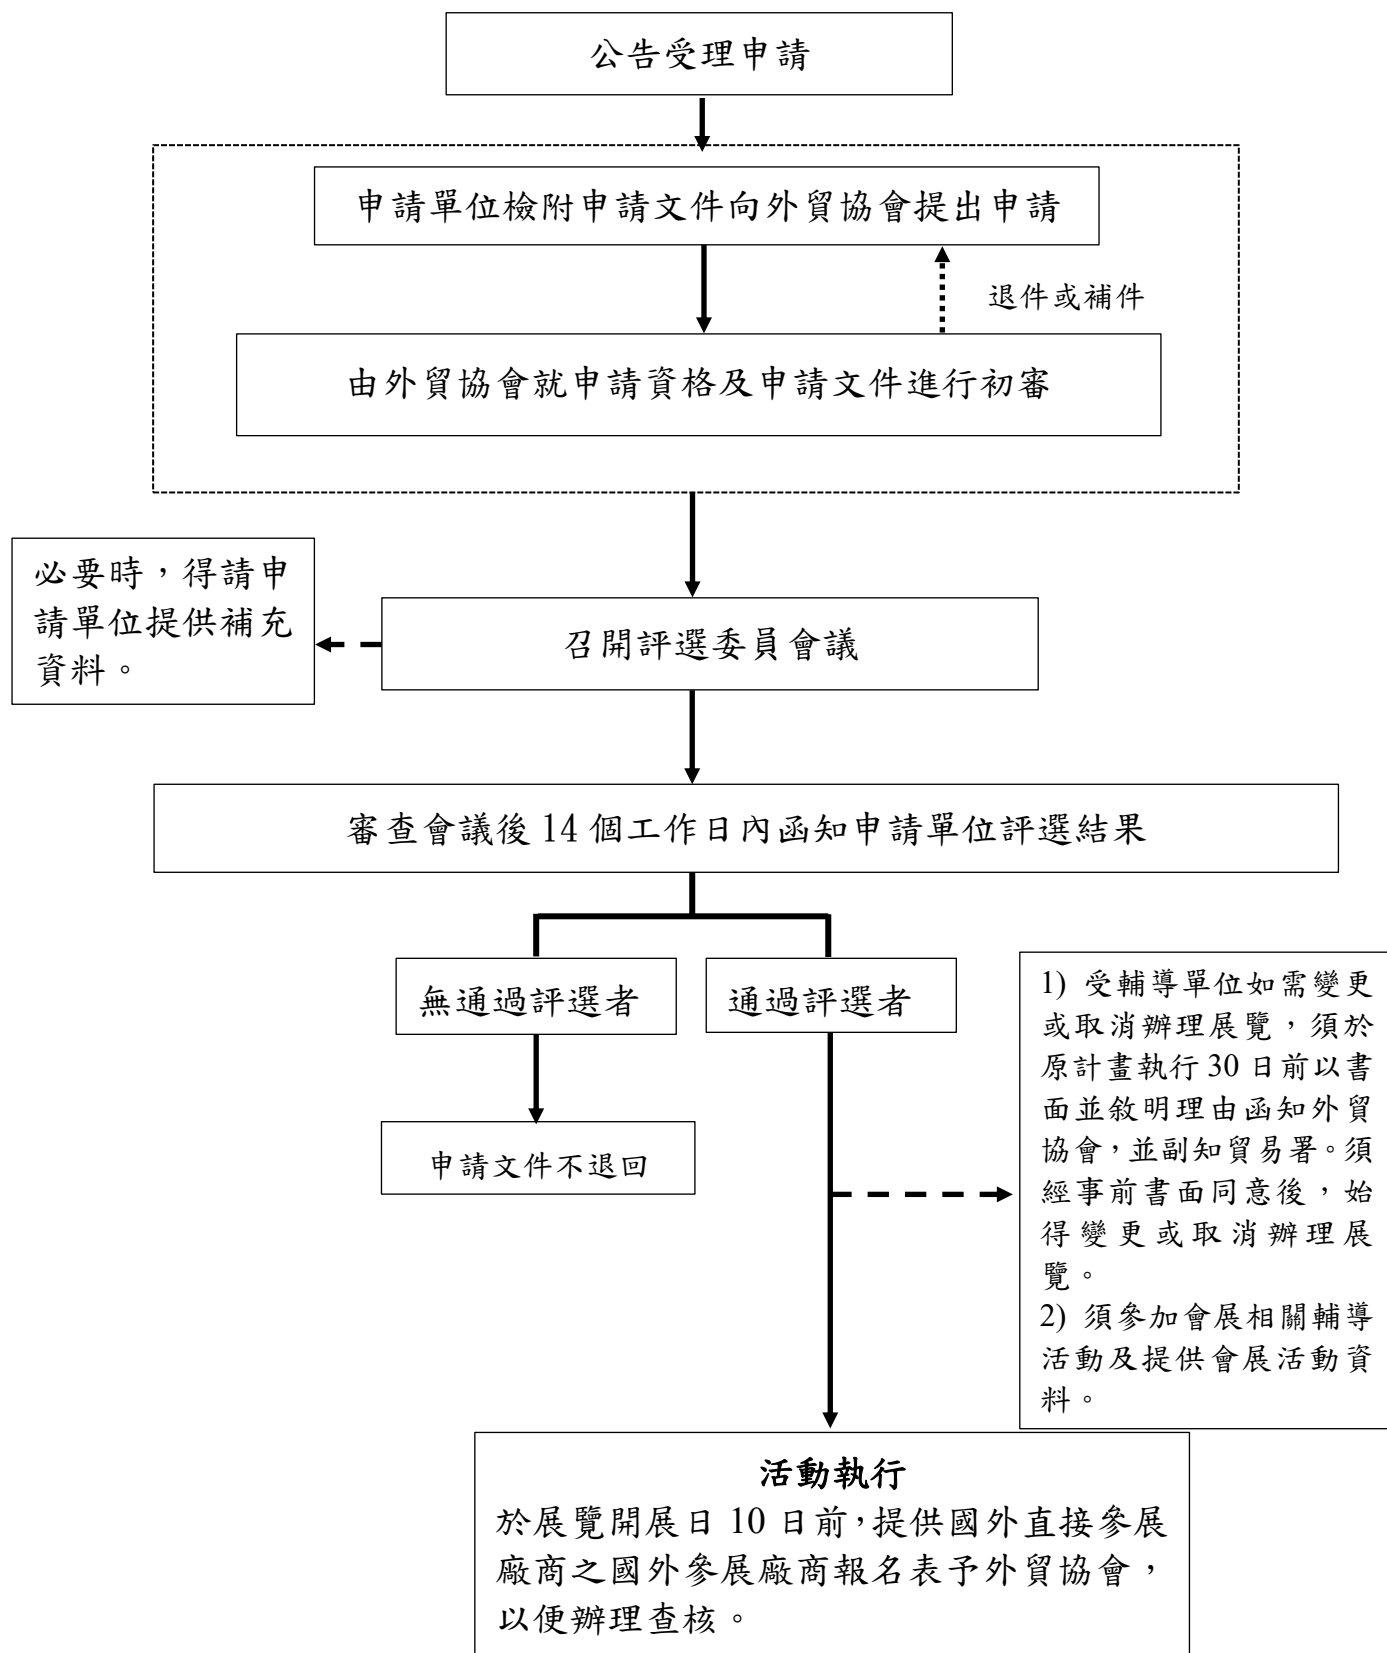 公告受理申請
申請單位檢附申請文件向外貿協會提出申請
退件或補件
由外貿協會就申請資格及申請文件進行初審
必要時，得請申
請單位提供補充
資料。
召開評選委員會議
審查會議後 14 個工作日內函知申請單位評選結果
無通過評選者
通過評選者
申請文件不退回
1) 受輔導單位如需變更
或取消辦理展覽，須於
原計畫執行 30 日前以書
面並敘明理由函知外貿
協會，並副知貿易署。須
經事前書面同意後，始
得變更或取消辦理展
覽。
2) 須參加會展相關輔導
活動及提供會展活動資
料。
活動執行
於展覽開展日 10 日前，提供國外直接參展
廠商之國外參展廠商報名表予外貿協會，
以便辦理查核。